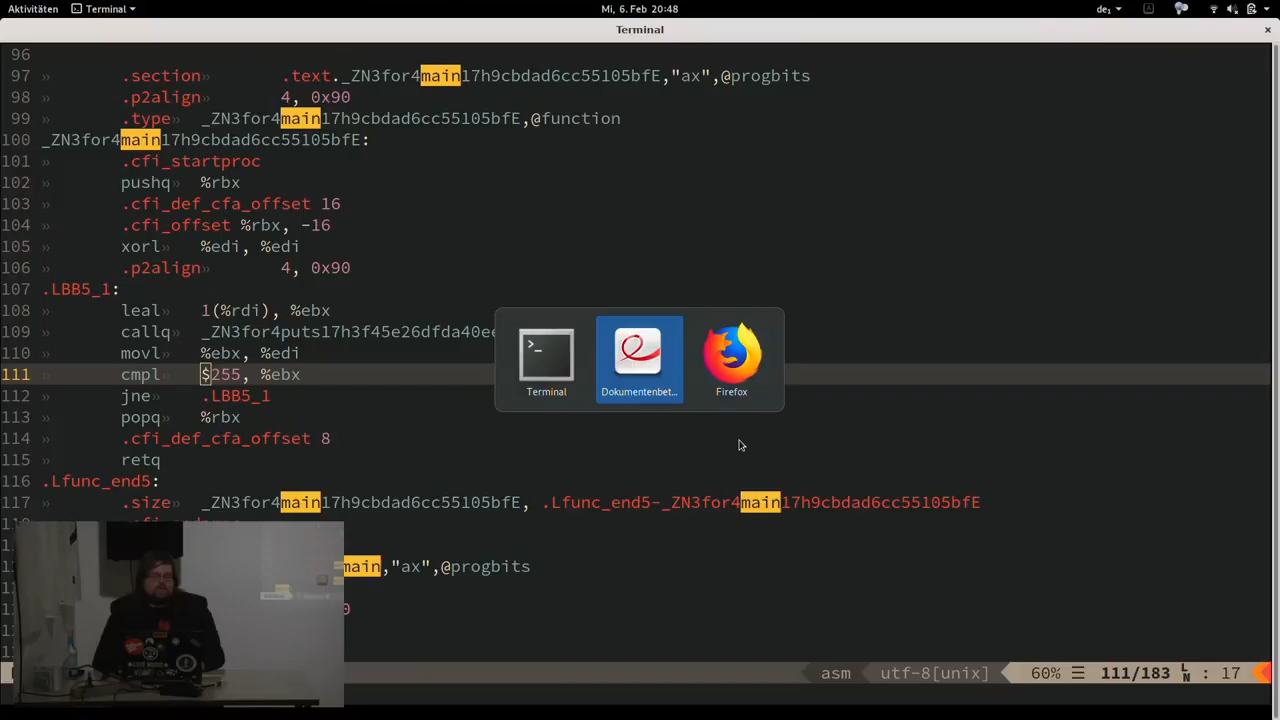 Aktivitäten Terminal Mi, 6. Feb 20:48 de₁
Terminal ×
96
97 » .section» .text._ZN3for4main17h9cbdad6cc55105bfE,"ax",@progbits
98 » .p2align» 4, 0x90
99 » .type» _ZN3for4main17h9cbdad6cc55105bfE,@function
100 _ZN3for4main17h9cbdad6cc55105bfE:
101 » .cfi_startproc
102 » pushq» %rbx
103 » .cfi_def_cfa_offset 16
104 » .cfi_offset %rbx, -16
105 » xorl» %edi, %edi
106 » .p2align» 4, 0x90
107 .LBB5_1:
108 » leal» 1(%rdi), %ebx
109 » callq» _ZN3for4puts17h3f45e26dfda40ee
110 » movl» %ebx, %edi
111 » cmpl» $255, %ebx
112 » jne» .LBB5_1
113 » popq» %rbx
114 » .cfi_def_cfa_offset 8
115 » retq
116 .Lfunc_end5:
117 » .size» _ZN3for4main17h9cbdad6cc55105bfE, .Lfunc_end5-_ZN3for4main17h9cbdad6cc55105bfE
main,"ax",@progbits
Terminal Dokumentenbet... Firefox
asm utf-8[unix] 60% ☰ 111/183 LN : 17